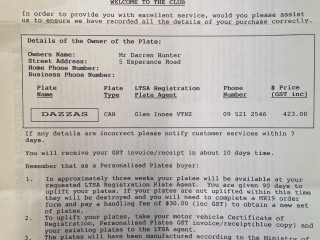 WELCOME TO THE CLUB
In order to provide you with excellent service, would you please assist
us to ensure we have recorded all the details of your purchase correctly.
Details of the Owner of the Plate:
Owners Name: Mr Darren Hunter
Street Address: 5 Esperance Road
Home Phone Number:
Business Phone Number:
Plate Plate LTSA Registration Phone $ Price
Name Type Plate Agent Number (GST inc)
DAZZAS CAR Glen Innes VTNZ 09 521 2546 423.00
If any details are incorrect please notify customer services within 7
days.
You will receive your GST invoice/receipt in about 10 days time.
Remember that as a Personalised Plates buyer:
1. In approximately three weeks your plates will be available at your
requested LTSA Registration Plate Agent. You are given 90 days to
uplift your plates. If your plates are not uplifted within this time
they will be destroyed and you will need to complete a MR19 order
form and pay a handling fee of $30.00 (inc GST) to obtain a new set
of plates.
2. To uplift your plates, take your motor vehicle Certificate of
Registration, Personalised Plates GST invoice/receipt(blue copy) and
your existing plates to the LTSA agent.
3. The plates will have been manufactured according to the Ministry of